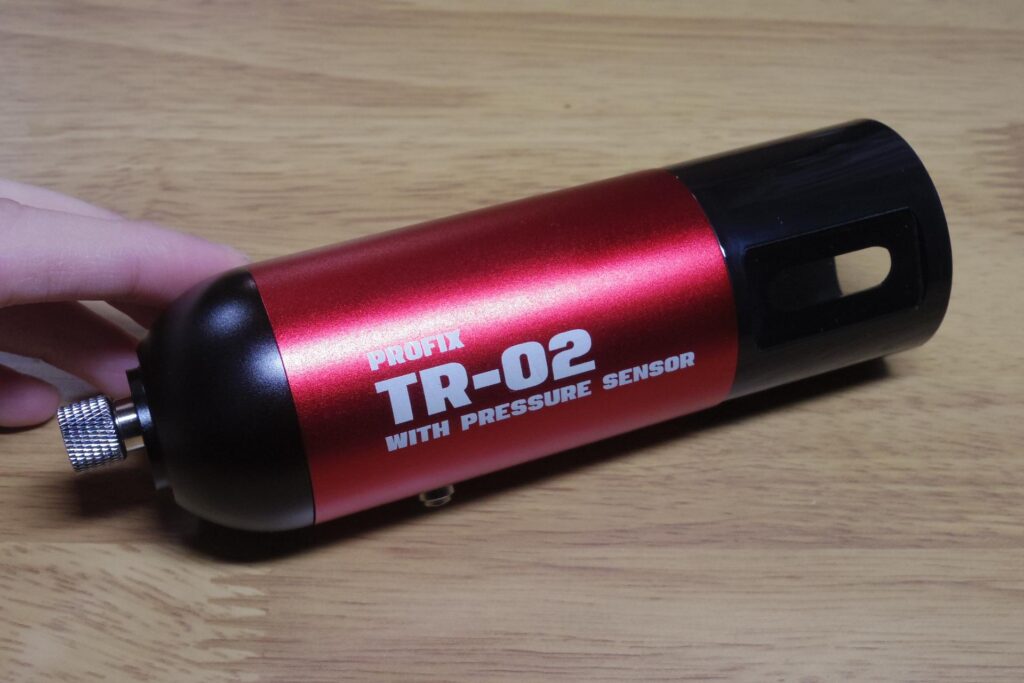 PROFIX
TR-02
WITH PRESSURE SENSOR